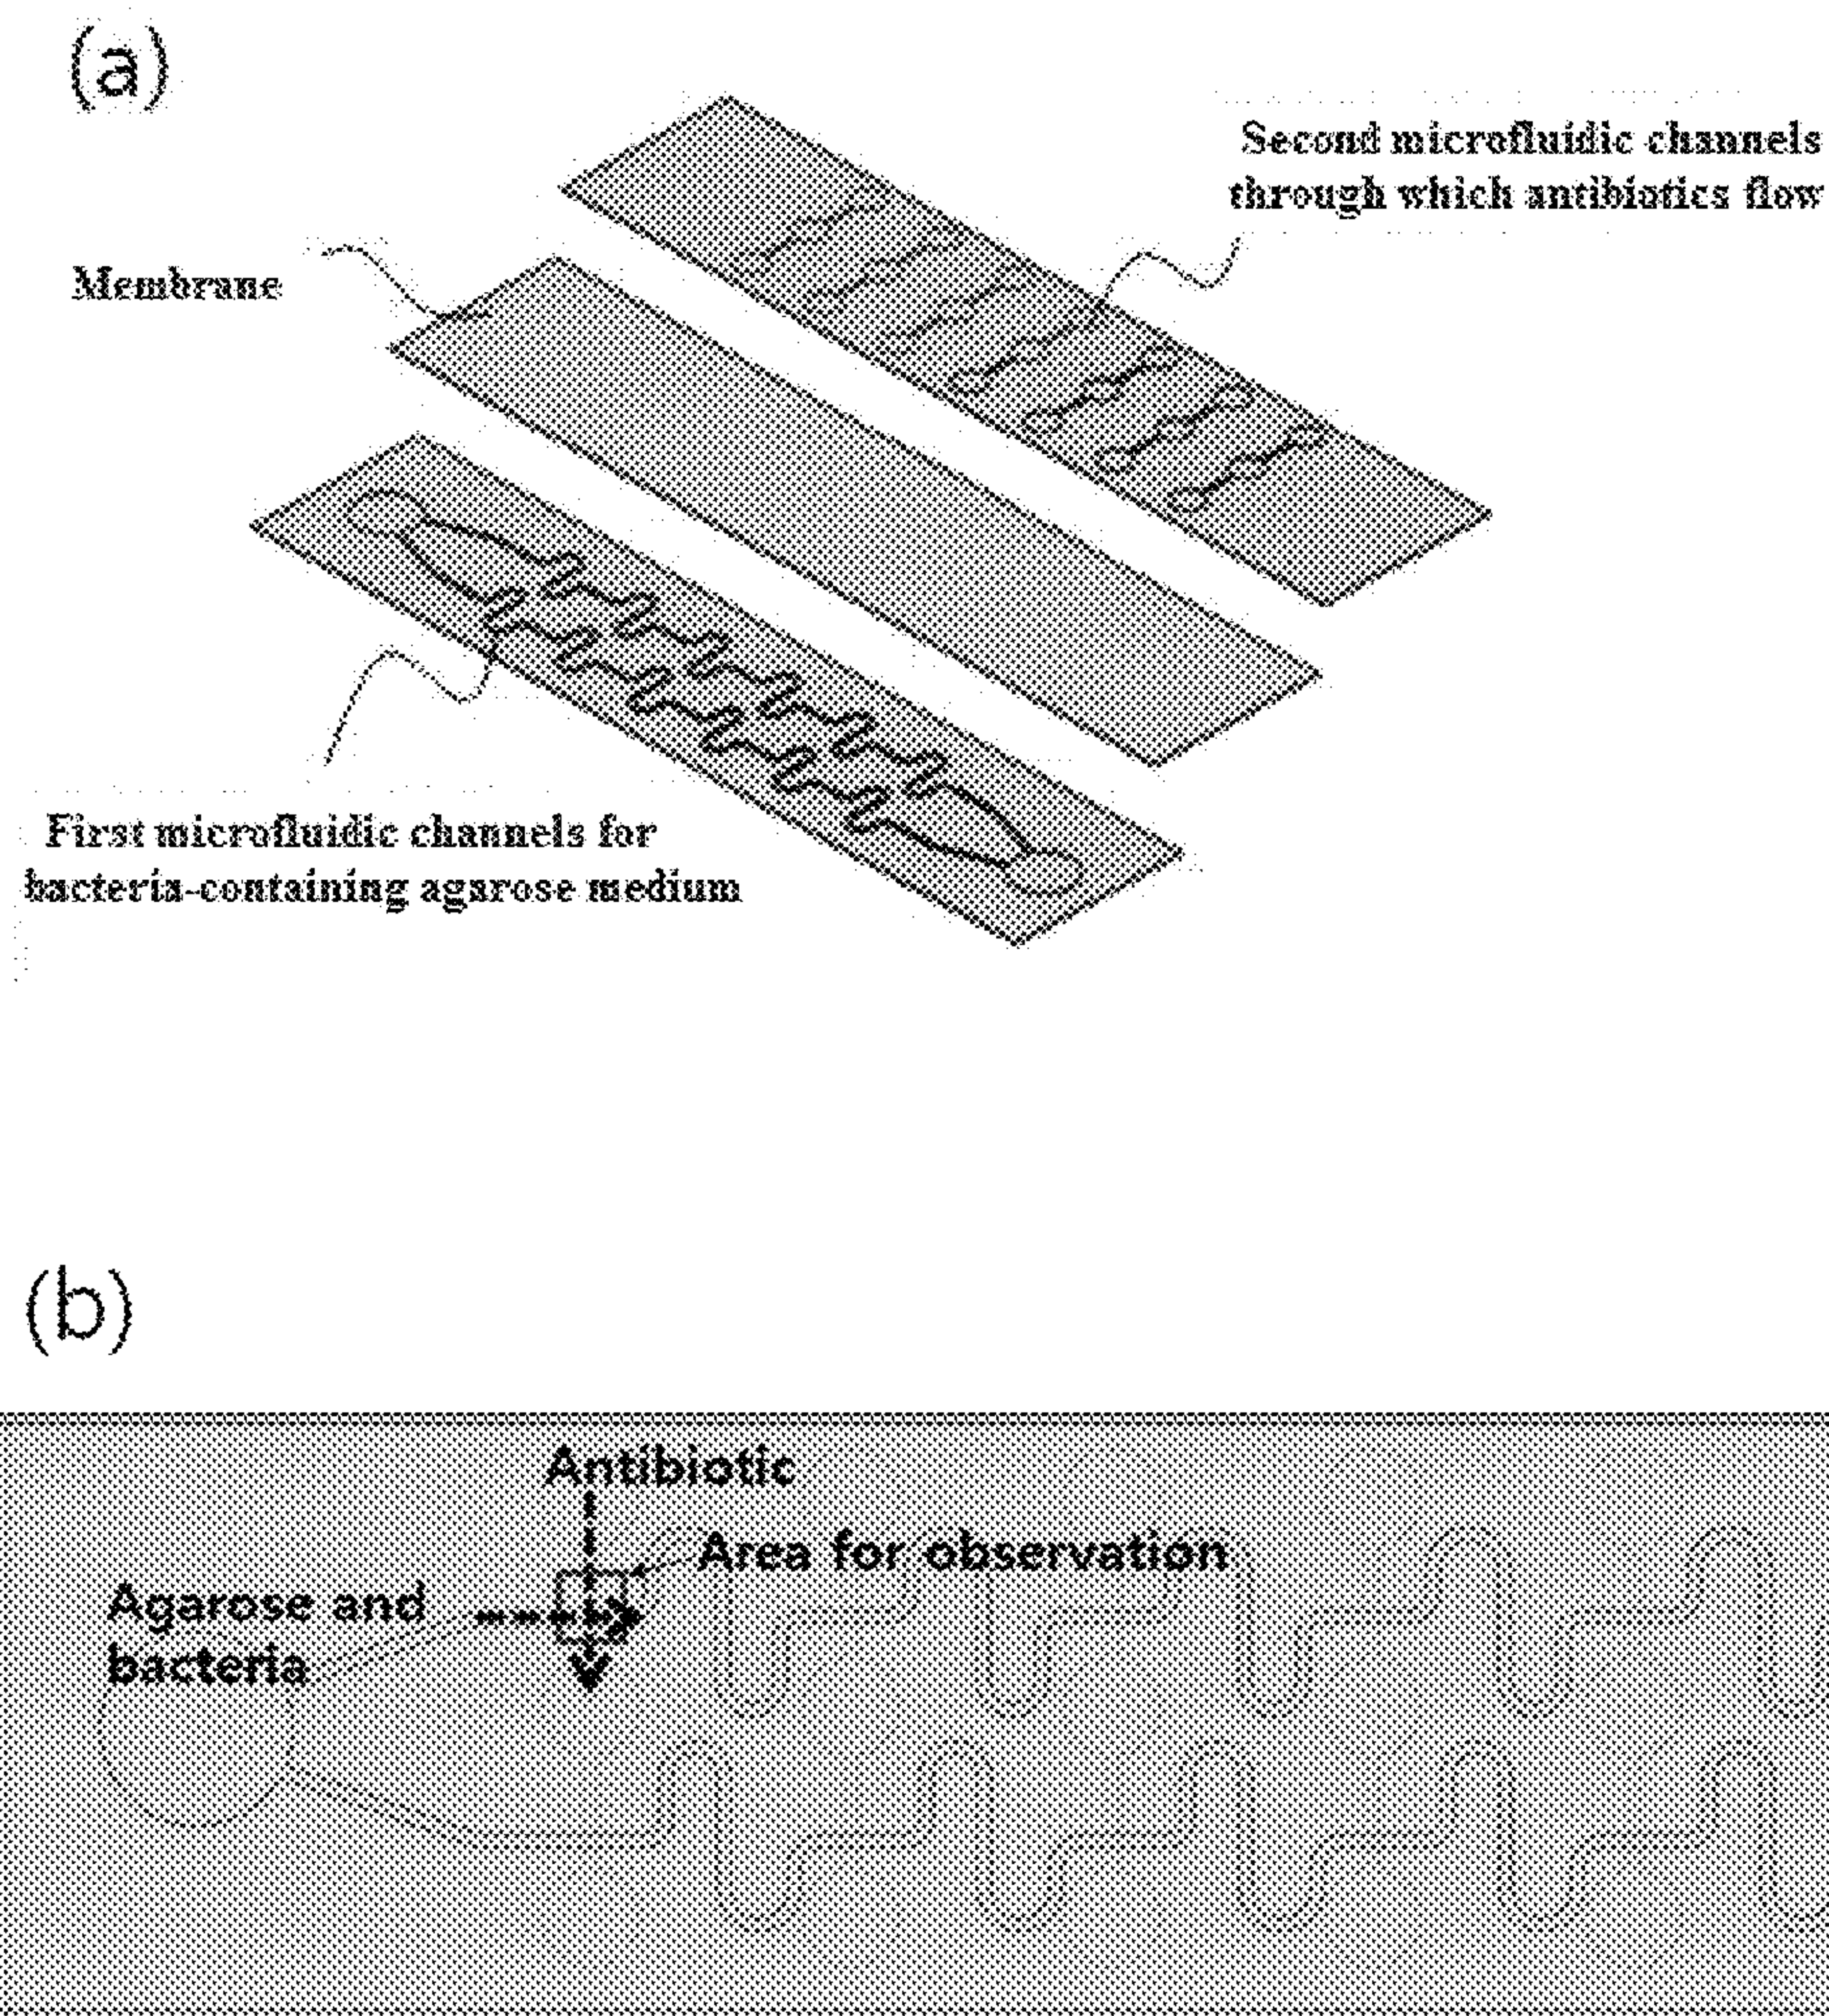 (a)
Second microfluidic channels
through which antibiotics flow
Membrane
First microfluidic channels for
bacteria-containing agarose medium
(b)
Antibiotic
Area for observation
Agarose and
bacteria